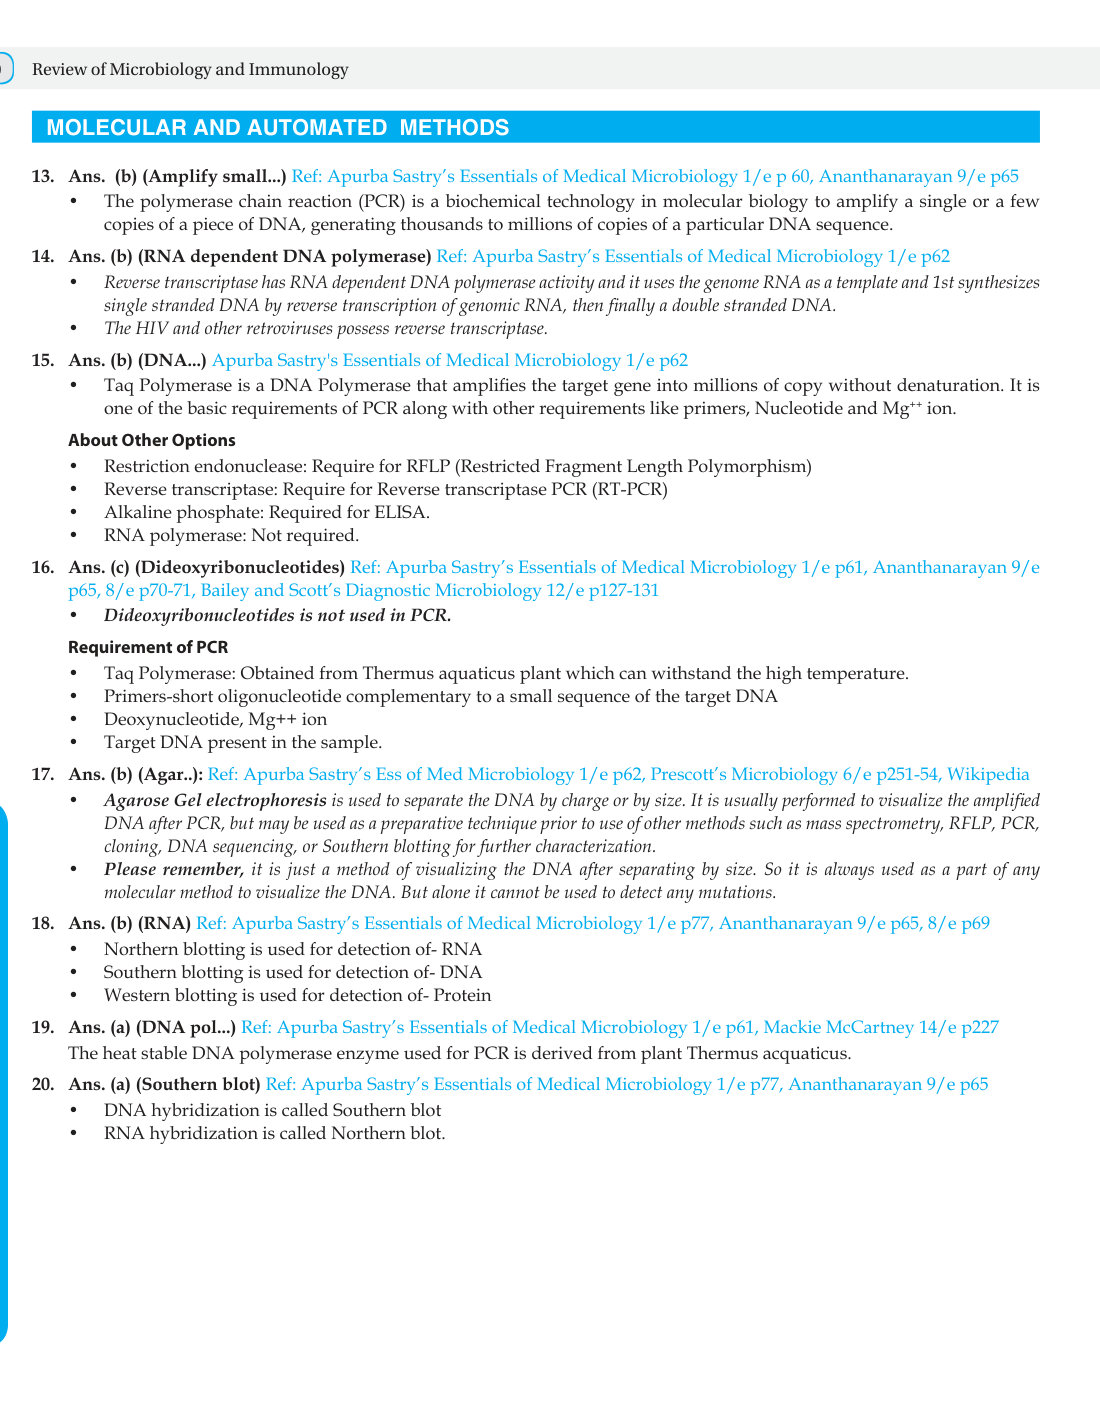 Review of Microbiology and Immunology
MOLECULAR AND AUTOMATED METHODS
13. Ans. (b) (Amplify small...) Ref: Apurba Sastry’s Essentials of Medical Microbiology 1/e p 60, Ananthanarayan 9/e p65
• The polymerase chain reaction (PCR) is a biochemical technology in molecular biology to amplify a single or a few
copies of a piece of DNA, generating thousands to millions of copies of a particular DNA sequence.
14. Ans. (b) (RNA dependent DNA polymerase) Ref: Apurba Sastry’s Essentials of Medical Microbiology 1/e p62
• Reverse transcriptase has RNA dependent DNA polymerase activity and it uses the genome RNA as a template and 1st synthesizes
single stranded DNA by reverse transcription of genomic RNA, then finally a double stranded DNA.
• The HIV and other retroviruses possess reverse transcriptase.
15. Ans. (b) (DNA...) Apurba Sastry's Essentials of Medical Microbiology 1/e p62
• Taq Polymerase is a DNA Polymerase that amplifies the target gene into millions of copy without denaturation. It is
one of the basic requirements of PCR along with other requirements like primers, Nucleotide and Mg⁺⁺ ion.
About Other Options
• Restriction endonuclease: Require for RFLP (Restricted Fragment Length Polymorphism)
• Reverse transcriptase: Require for Reverse transcriptase PCR (RT-PCR)
• Alkaline phosphate: Required for ELISA.
• RNA polymerase: Not required.
16. Ans. (c) (Dideoxyribonucleotides) Ref: Apurba Sastry’s Essentials of Medical Microbiology 1/e p61, Ananthanarayan 9/e
p65, 8/e p70-71, Bailey and Scott’s Diagnostic Microbiology 12/e p127-131
• Dideoxyribonucleotides is not used in PCR.
Requirement of PCR
• Taq Polymerase: Obtained from Thermus aquaticus plant which can withstand the high temperature.
• Primers-short oligonucleotide complementary to a small sequence of the target DNA
• Deoxynucleotide, Mg++ ion
• Target DNA present in the sample.
17. Ans. (b) (Agar..): Ref: Apurba Sastry’s Ess of Med Microbiology 1/e p62, Prescott’s Microbiology 6/e p251-54, Wikipedia
• Agarose Gel electrophoresis is used to separate the DNA by charge or by size. It is usually performed to visualize the amplified
DNA after PCR, but may be used as a preparative technique prior to use of other methods such as mass spectrometry, RFLP, PCR,
cloning, DNA sequencing, or Southern blotting for further characterization.
• Please remember, it is just a method of visualizing the DNA after separating by size. So it is always used as a part of any
molecular method to visualize the DNA. But alone it cannot be used to detect any mutations.
18. Ans. (b) (RNA) Ref: Apurba Sastry’s Essentials of Medical Microbiology 1/e p77, Ananthanarayan 9/e p65, 8/e p69
• Northern blotting is used for detection of- RNA
• Southern blotting is used for detection of- DNA
• Western blotting is used for detection of- Protein
19. Ans. (a) (DNA pol...) Ref: Apurba Sastry’s Essentials of Medical Microbiology 1/e p61, Mackie McCartney 14/e p227
The heat stable DNA polymerase enzyme used for PCR is derived from plant Thermus acquaticus.
20. Ans. (a) (Southern blot) Ref: Apurba Sastry’s Essentials of Medical Microbiology 1/e p77, Ananthanarayan 9/e p65
• DNA hybridization is called Southern blot
• RNA hybridization is called Northern blot.